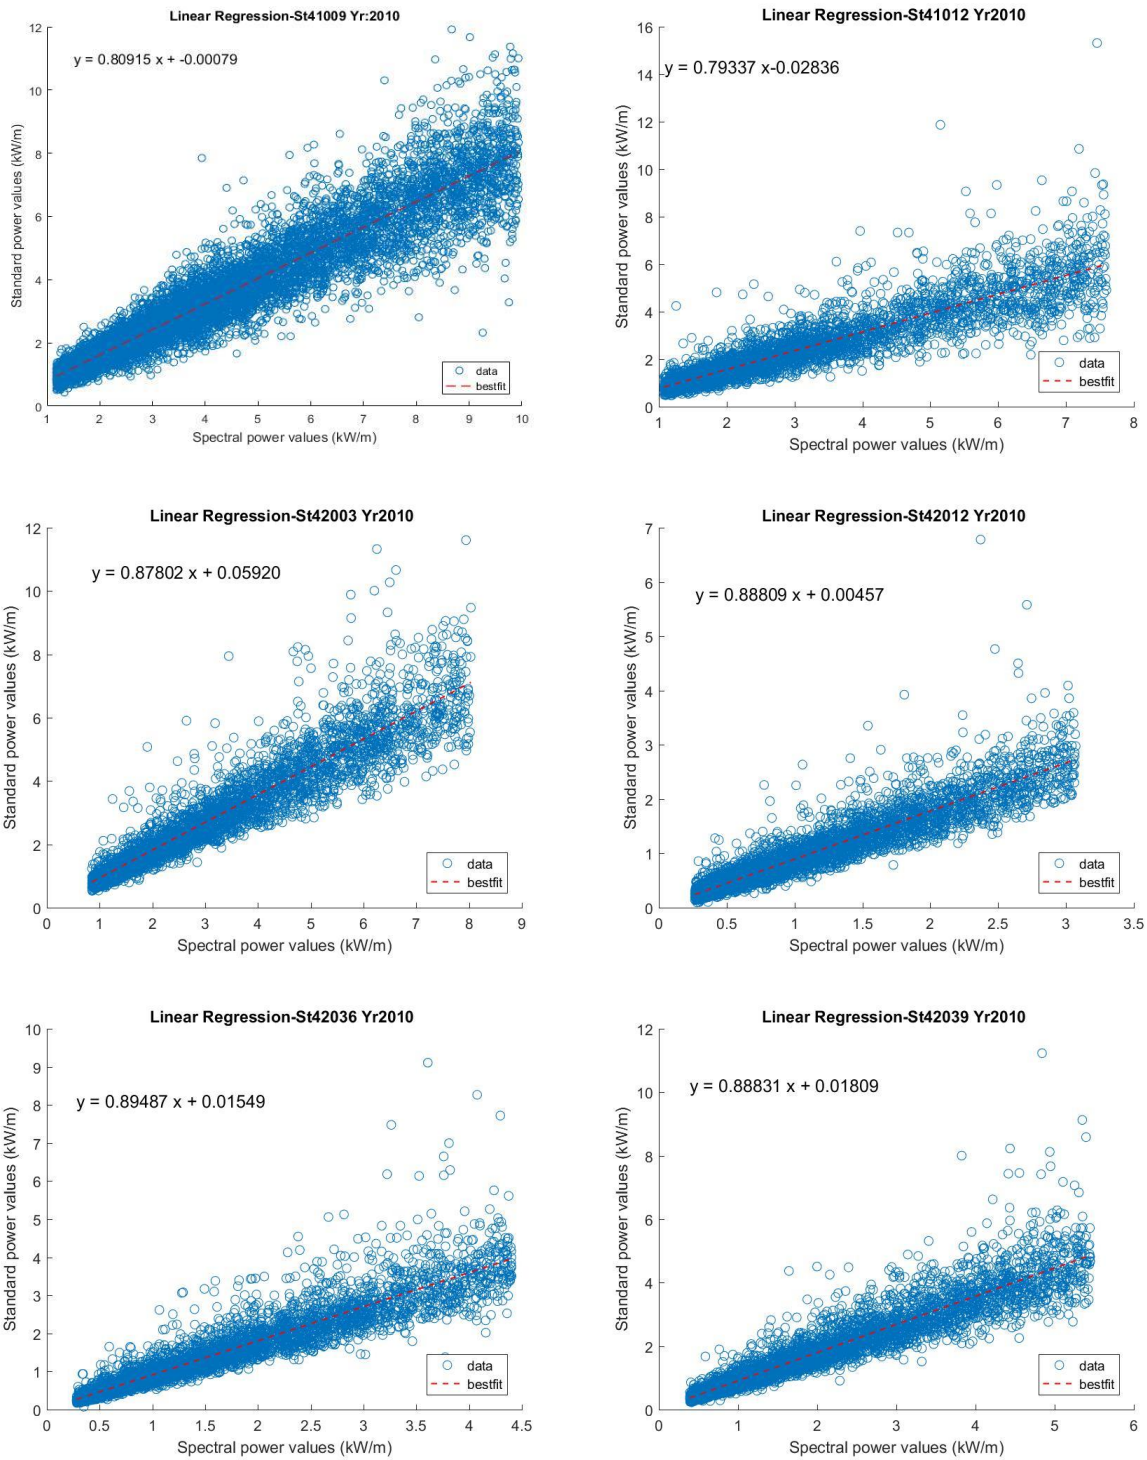 Linear Regression-St41009 Yr:2010
y = 0.80915 x + -0.00079
Standard power values (kW/m)
12
10
8
6
4
2
0
1 2 3 4 5 6 7 8 9 10
Spectral power values (kW/m)
data
bestfit
Linear Regression-St41012 Yr2010
y = 0.79337 x-0.02836
Standard power values (kW/m)
16
14
12
10
8
6
4
2
0
1 2 3 4 5 6 7 8
Spectral power values (kW/m)
data
bestfit
Linear Regression-St42003 Yr2010
y = 0.87802 x + 0.05920
Standard power values (kW/m)
12
10
8
6
4
2
0
0 1 2 3 4 5 6 7 8 9
Spectral power values (kW/m)
data
bestfit
Linear Regression-St42012 Yr2010
y = 0.88809 x + 0.00457
Standard power values (kW/m)
7
6
5
4
3
2
1
0
0 0.5 1 1.5 2 2.5 3 3.5
Spectral power values (kW/m)
data
bestfit
Linear Regression-St42036 Yr2010
y = 0.89487 x + 0.01549
Standard power values (kW/m)
10
9
8
7
6
5
4
3
2
1
0
0 0.5 1 1.5 2 2.5 3 3.5 4 4.5
Spectral power values (kW/m)
data
bestfit
Linear Regression-St42039 Yr2010
y = 0.88831 x + 0.01809
Standard power values (kW/m)
12
10
8
6
4
2
0
0 1 2 3 4 5 6
Spectral power values (kW/m)
data
bestfit